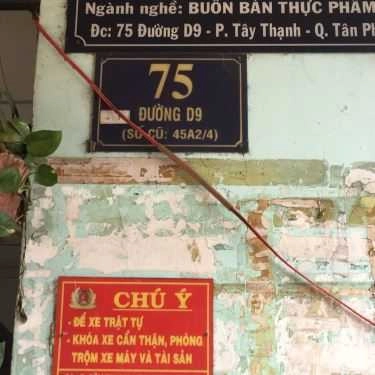 Ngành nghề: BUÔN BÁN THỰC PHẨM
Đc: 75 Đường D9 - P. Tây Thạnh - Q. Tân
75
ĐƯỜNG D9
(SỐ CŨ: 45A2/4)
CHÚ Ý
- ĐỂ XE TRẬT TỰ
- KHÓA XE CẨN THẬN, PHÒNG
TRỘM XE MÁY VÀ TÀI SẢN